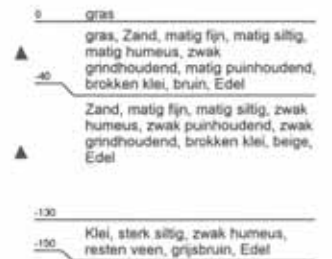 0 gras
gras, Zand, matig fijn, matig siltig,
matig humeus, zwak
grindhoudend, matig puinhoudend,
brokken klei, bruin, Edel
-40
Zand, matig fijn, matig siltig, zwak
humeus, zwak puinhoudend, zwak
grindhoudend, brokken klei, beige,
Edel
-130
Klei, sterk siltig, zwak humeus,
resten veen, grijsbruin, Edel
-150